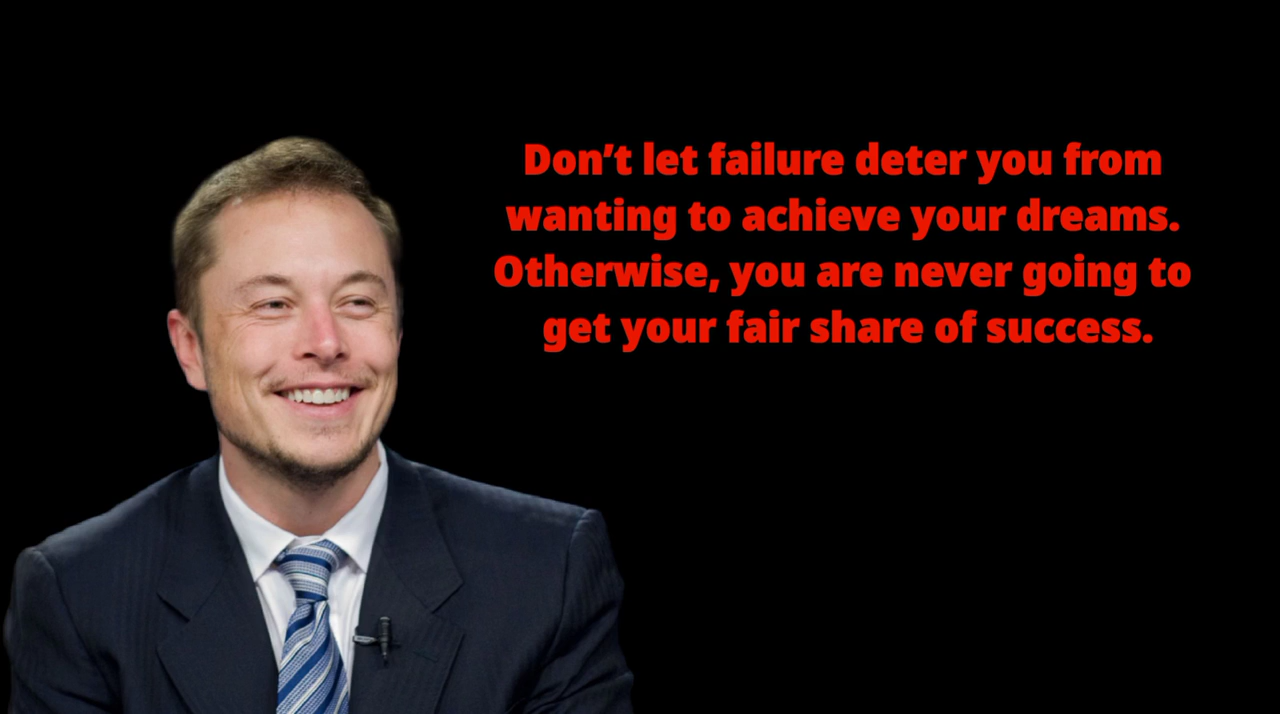 Don’t let failure deter you from
wanting to achieve your dreams.
Otherwise, you are never going to
get your fair share of success.